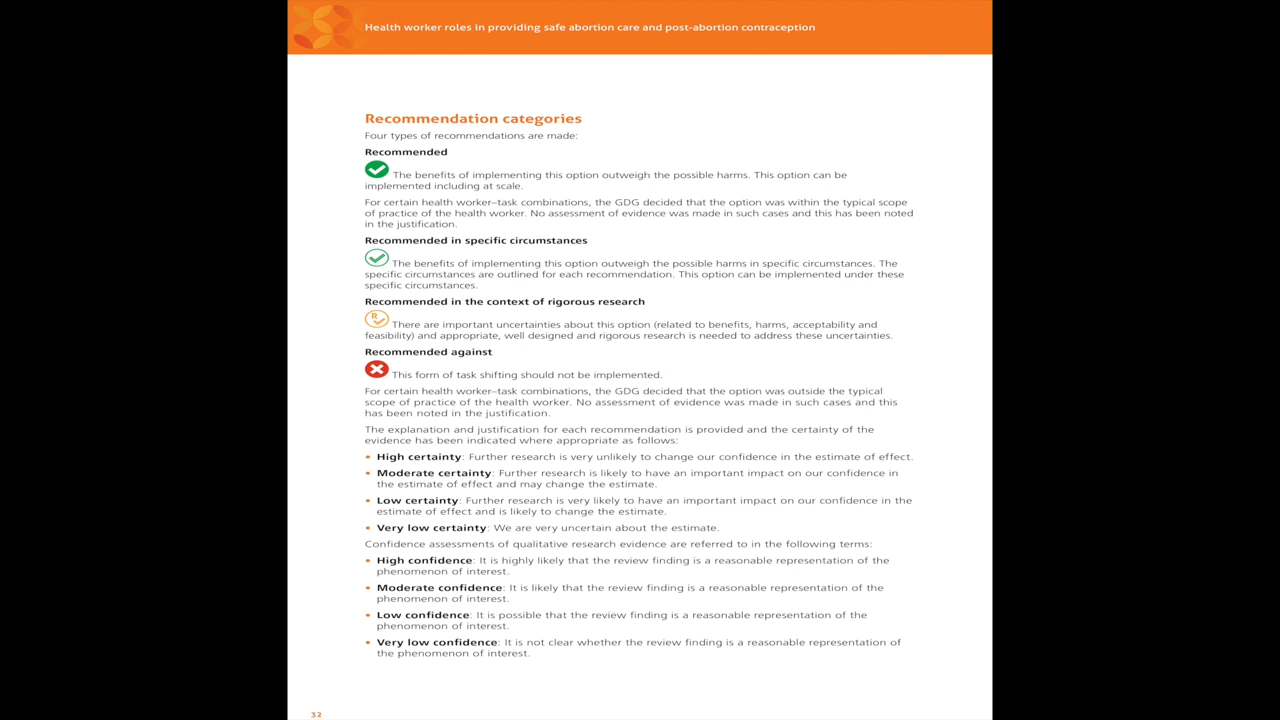 Health worker roles in providing safe abortion care and post-abortion contraception
Recommendation categories
Four types of recommendations are made:
Recommended
The benefits of implementing this option outweigh the possible harms. This option can be
implemented including at scale.
For certain health worker–task combinations, the GDG decided that the option was within the typical scope
of practice of the health worker. No assessment of evidence was made in such cases and this has been noted
in the justification.
Recommended in specific circumstances
The benefits of implementing this option outweigh the possible harms in specific circumstances. The
specific circumstances are outlined for each recommendation. This option can be implemented under these
specific circumstances.
Recommended in the context of rigorous research
R
There are important uncertainties about this option (related to benefits, harms, acceptability and
feasibility) and appropriate, well designed and rigorous research is needed to address these uncertainties.
Recommended against
This form of task shifting should not be implemented.
For certain health worker–task combinations, the GDG decided that the option was outside the typical
scope of practice of the health worker. No assessment of evidence was made in such cases and this
has been noted in the justification.
The explanation and justification for each recommendation is provided and the certainty of the
evidence has been indicated where appropriate as follows:
• High certainty: Further research is very unlikely to change our confidence in the estimate of effect.
• Moderate certainty: Further research is likely to have an important impact on our confidence in
the estimate of effect and may change the estimate.
• Low certainty: Further research is very likely to have an important impact on our confidence in the
estimate of effect and is likely to change the estimate.
• Very low certainty: We are very uncertain about the estimate.
Confidence assessments of qualitative research evidence are referred to in the following terms:
• High confidence: It is highly likely that the review finding is a reasonable representation of the
phenomenon of interest.
• Moderate confidence: It is likely that the review finding is a reasonable representation of the
phenomenon of interest.
• Low confidence: It is possible that the review finding is a reasonable representation of the
phenomenon of interest.
• Very low confidence: It is not clear whether the review finding is a reasonable representation of
the phenomenon of interest.
32